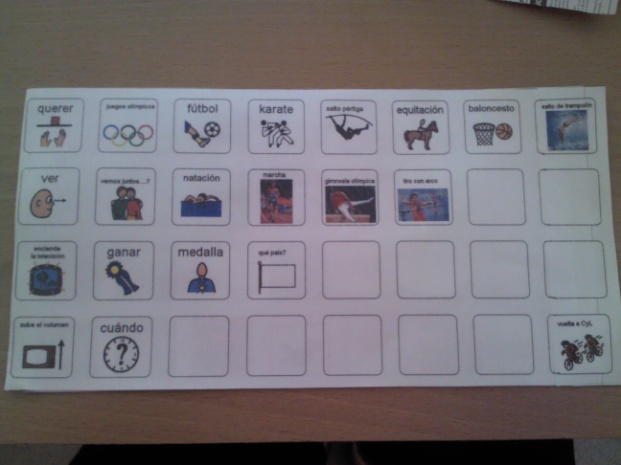 querer
juegos olímpicos
fútbol
karate
salto pértiga
equitación
baloncesto
salto de trampolín
ver
vemos juntos....?
natación
marcha
gimnasia olímpica
tiro con arco
enciende
la televisión
ganar
medalla
qué país?
sube el volumen
cuándo
?
vuelta a CyL